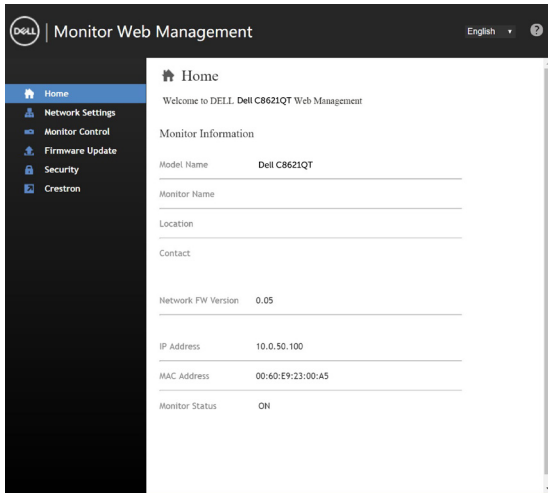 DELL | Monitor Web Management
English
?
Home
Network Settings
Monitor Control
Firmware Update
Security
Crestron
Home
Welcome to DELL Dell C8621QT Web Management
Monitor Information
Model Name Dell C8621QT
Monitor Name
Location
Contact
Network FW Version 0.05
IP Address 10.0.50.100
MAC Address 00:60:E9:23:00:A5
Monitor Status ON